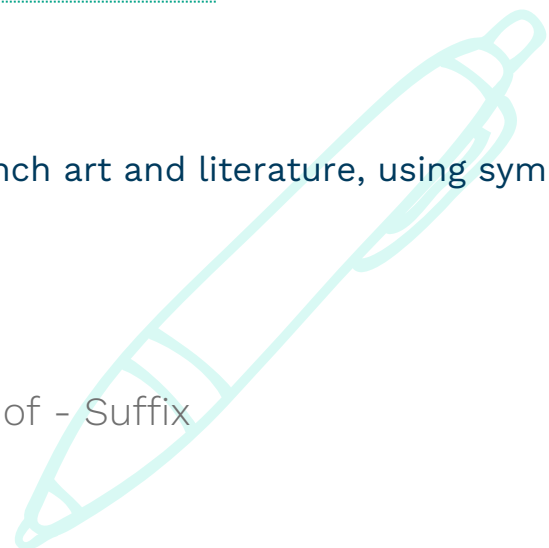 nch art and literature, using sym
of - Suffix